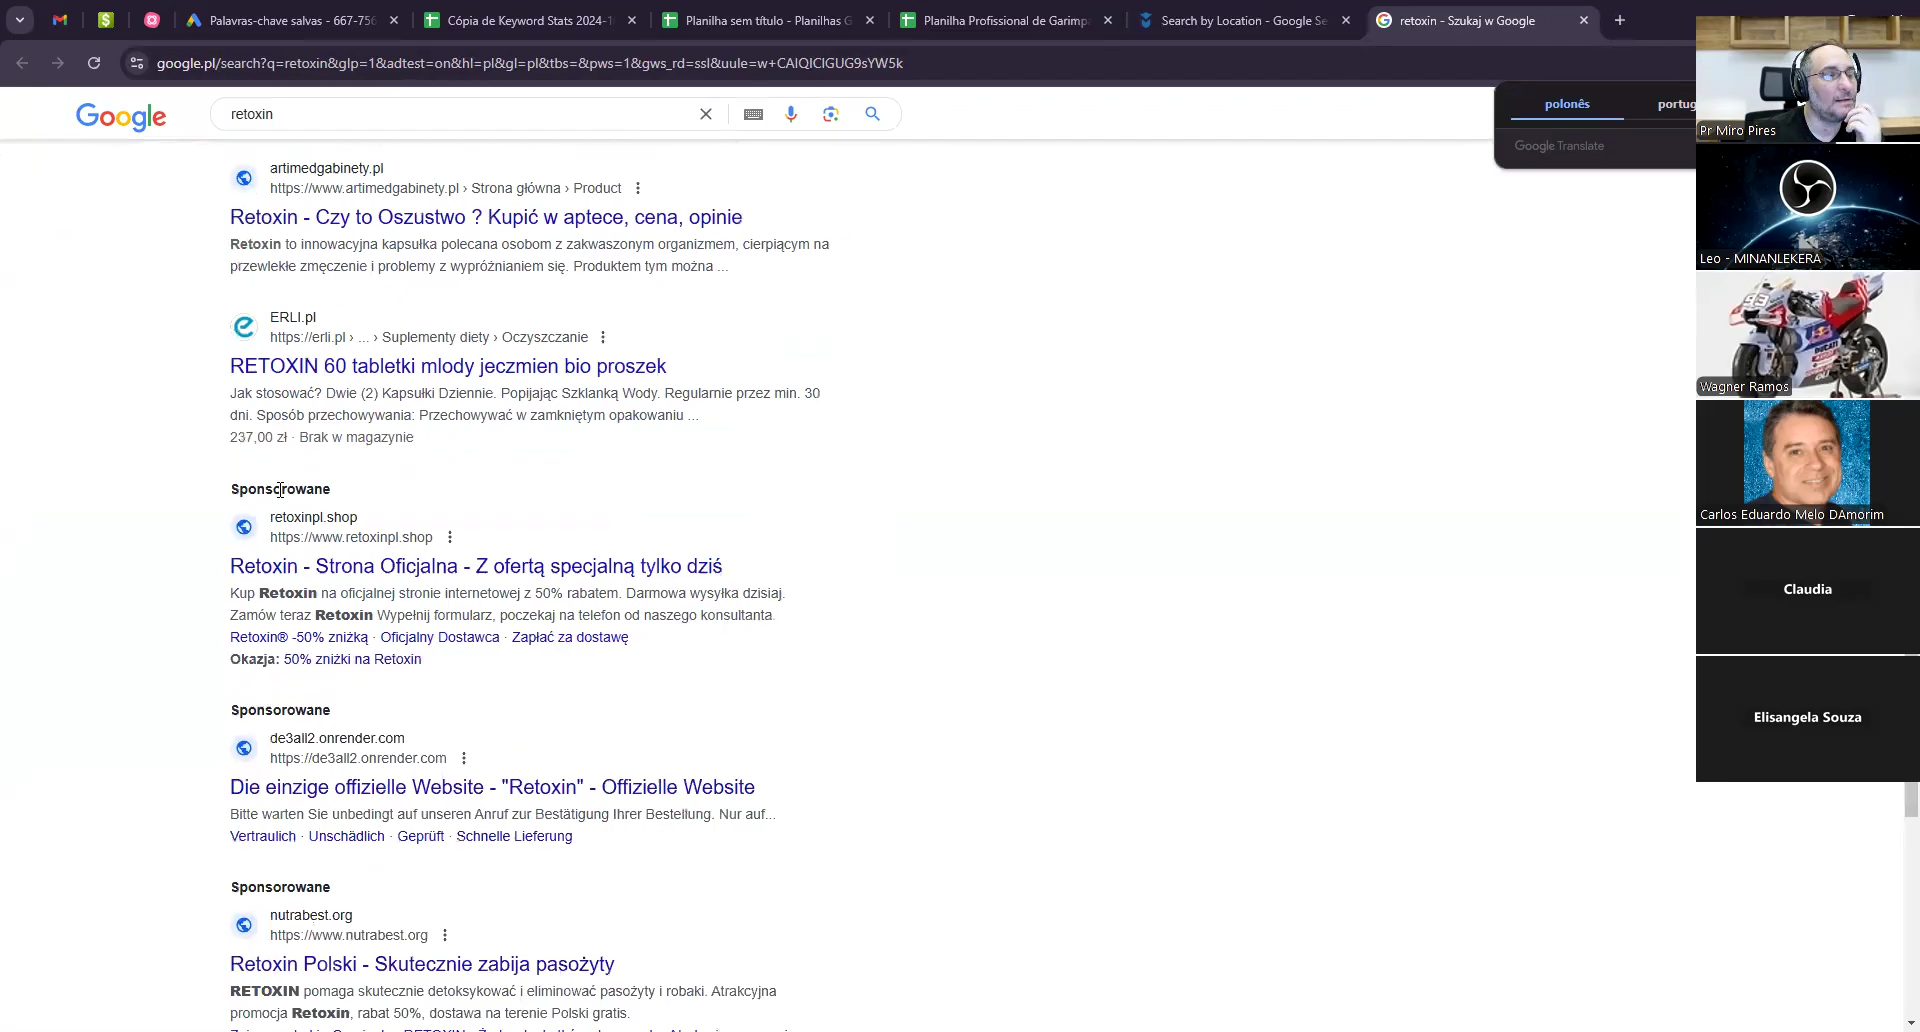 Palavras-chave salvas - 667-756
Cópia de Keyword Stats 2024-1
Planilha sem título - Planilhas G
Planilha Profissional de Garimpa
Search by Location - Google Se
retoxin - Szukaj w Google
google.pl/search?q=retoxin&glp=1&adtest=on&hl=pl&gl=pl&tbs=&pws=1&gws_rd=ssl&uule=w+CAIQICIGUG9sYW5k
Google
retoxin
polonês
portug
Google Translate
artimedgabinety.pl
https://www.artimedgabinety.pl › Strona główna › Product
Retoxin - Czy to Oszustwo ? Kupić w aptece, cena, opinie
Retoxin to innowacyjna kapsułka polecana osobom z zakwaszonym organizmem, cierpiącym na
przewlekłe zmęczenie i problemy z wypróżnianiem się. Produktem tym można ...
ERLI.pl
https://erli.pl › ... › Suplementy diety › Oczyszczanie
RETOXIN 60 tabletki mlody jeczmien bio proszek
Jak stosować? Dwie (2) Kapsułki Dziennie. Popijając Szklanką Wody. Regularnie przez min. 30
dni. Sposób przechowywania: Przechowywać w zamkniętym opakowaniu ...
237,00 zł · Brak w magazynie
Sponsorowane
retoxinpl.shop
https://www.retoxinpl.shop
Retoxin - Strona Oficjalna - Z ofertą specjalną tylko dziś
Kup Retoxin na oficjalnej stronie internetowej z 50% rabatem. Darmowa wysyłka dzisiaj.
Zamów teraz Retoxin Wypełnij formularz, poczekaj na telefon od naszego konsultanta.
Retoxin® -50% zniżką · Oficjalny Dostawca · Zapłać za dostawę
Okazja: 50% zniżki na Retoxin
Sponsorowane
de3all2.onrender.com
https://de3all2.onrender.com
Die einzige offizielle Website - "Retoxin" - Offizielle Website
Bitte warten Sie unbedingt auf unseren Anruf zur Bestätigung Ihrer Bestellung. Nur auf...
Vertraulich · Unschädlich · Geprüft · Schnelle Lieferung
Sponsorowane
nutrabest.org
https://www.nutrabest.org
Retoxin Polski - Skutecznie zabija pasożyty
RETOXIN pomaga skutecznie detoksykować i eliminować pasożyty i robaki. Atrakcyjna
promocja Retoxin, rabat 50%, dostawa na terenie Polski gratis.
Pr Miro Pires
Leo - MINANLEKERA
93
Wagner Ramos
Carlos Eduardo Melo DAmorim
Claudia
Elisangela Souza